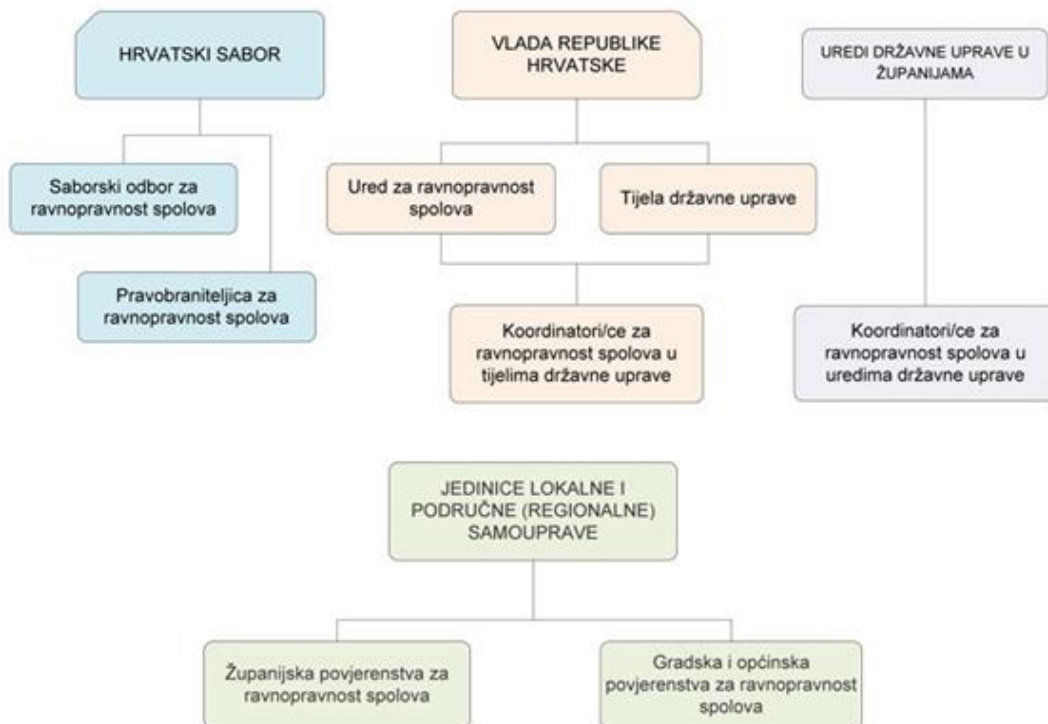 HRVATSKI SABOR
VLADA REPUBLIKE
HRVATSKE
UREDI DRŽAVNE UPRAVE U
ŽUPANIJAMA
Saborski odbor za
ravnopravnost spolova
Ured za ravnopravnost
spolova
Tijela državne uprave
Pravobraniteljica za
ravnopravnost spolova
Koordinatori/ce za
ravnopravnost spolova u
tijelima državne uprave
Koordinatori/ce za
ravnopravnost spolova u
uredima državne uprave
JEDINICE LOKALNE I
PODRUČNE (REGIONALNE)
SAMOUPRAVE
Županijska povjerenstva za
ravnopravnost spolova
Gradska i općinska
povjerenstva za ravnopravnost
spolova